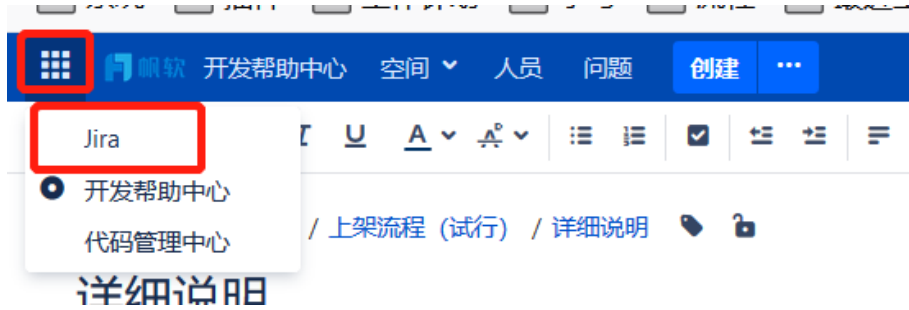 帆软 开发帮助中心 空间 人员 问题 创建 ...
Jira
U A
开发帮助中心
代码管理中心
/ 上架流程（试行） / 详细说明
详细说明